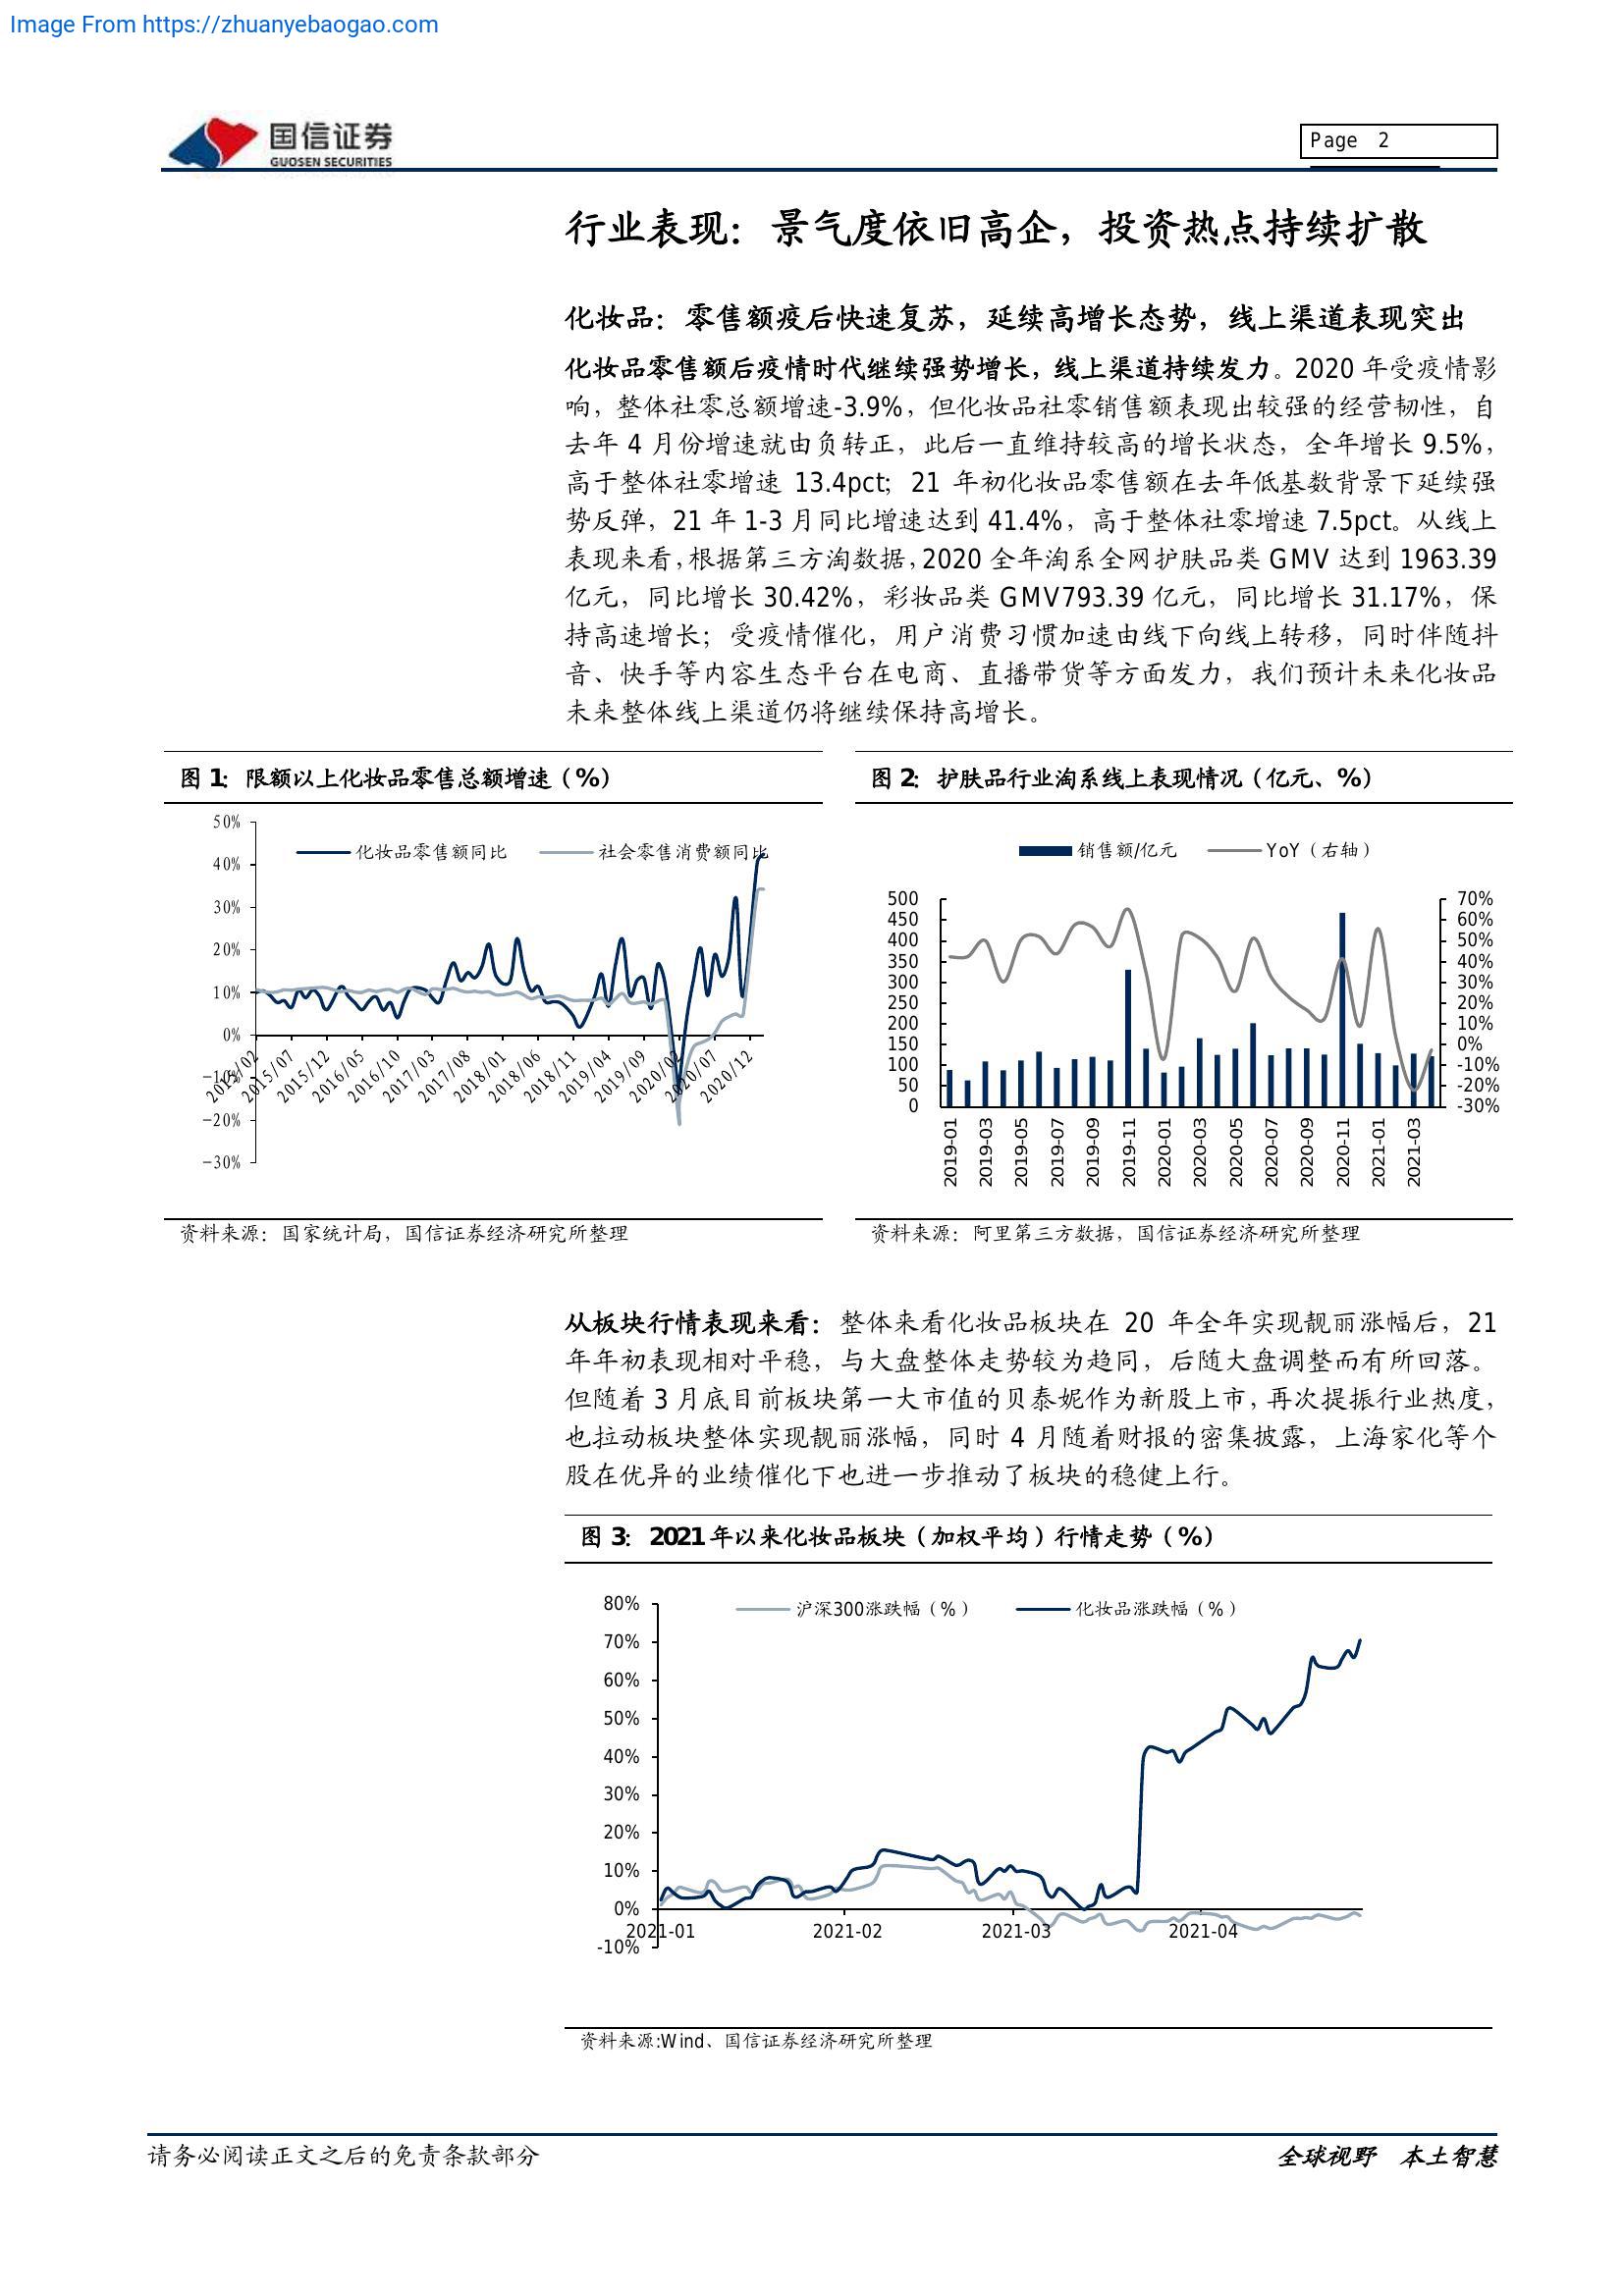 Image From https://zhuanyebaogao.com
国信证券
GUOSEN SECURITIES
Page 2
行业表现：景气度依旧高企，投资热点持续扩散
化妆品：零售额疫后快速复苏，延续高增长态势，线上渠道表现突出
化妆品零售额后疫情时代继续强势增长，线上渠道持续发力。2020 年受疫情影
响，整体社零总额增速-3.9%，但化妆品社零销售额表现出较强的经营韧性，自
去年 4 月份增速就由负转正，此后一直维持较高的增长状态，全年增长 9.5%，
高于整体社零增速 13.4pct；21 年初化妆品零售额在去年低基数背景下延续强
势反弹，21 年 1-3 月同比增速达到 41.4%，高于整体社零增速 7.5pct。从线上
表现来看，根据第三方淘数据，2020 全年淘系全网护肤品类 GMV 达到 1963.39
亿元，同比增长 30.42%，彩妆品类 GMV793.39 亿元，同比增长 31.17%，保
持高速增长；受疫情催化，用户消费习惯加速由线下向线上转移，同时伴随抖
音、快手等内容生态平台在电商、直播带货等方面发力，我们预计未来化妆品
未来整体线上渠道仍将继续保持高增长。
图 1：限额以上化妆品零售总额增速（%）
50%
化妆品零售额同比 社会零售消费额同比
40%
30%
20%
10%
0%
-10%
-20%
-30%
2015/02 2015/07 2015/12 2016/05 2016/10 2017/03 2017/08 2018/01 2018/06 2018/11 2019/04 2019/09 2020/02 2020/07 2020/12
资料来源：国家统计局，国信证券经济研究所整理
图 2：护肤品行业淘系线上表现情况（亿元、%）
销售额/亿元 YoY（右轴）
500 70%
450 60%
400 50%
350 40%
300 30%
250 20%
200 10%
150 0%
100 -10%
50 -20%
0 -30%
2019-01 2019-03 2019-05 2019-07 2019-09 2019-11 2020-01 2020-03 2020-05 2020-07 2020-09 2020-11 2021-01 2021-03
资料来源：阿里第三方数据，国信证券经济研究所整理
从板块行情表现来看：整体来看化妆品板块在 20 年全年实现靓丽涨幅后，21
年年初表现相对平稳，与大盘整体走势较为趋同，后随大盘调整而有所回落。
但随着 3 月底目前板块第一大市值的贝泰妮作为新股上市，再次提振行业热度，
也拉动板块整体实现靓丽涨幅，同时 4 月随着财报的密集披露，上海家化等个
股在优异的业绩催化下也进一步推动了板块的稳健上行。
图 3：2021 年以来化妆品板块（加权平均）行情走势（%）
沪深300涨跌幅（%） 化妆品涨跌幅（%）
80%
70%
60%
50%
40%
30%
20%
10%
0%
-10%
2021-01 2021-02 2021-03 2021-04
资料来源:Wind、国信证券经济研究所整理
请务必阅读正文之后的免责条款部分
全球视野 本土智慧